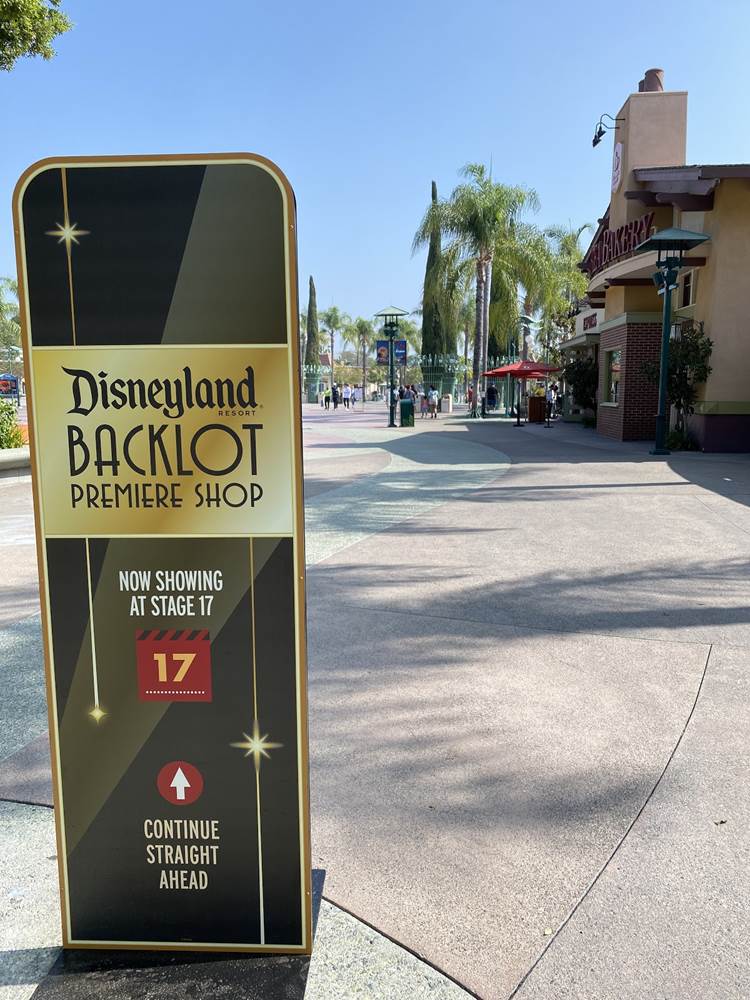 Disneyland
RESORT
BACKLOT
PREMIERE SHOP
NOW SHOWING
AT STAGE 17
17
CONTINUE
STRAIGHT
AHEAD
BAKERY